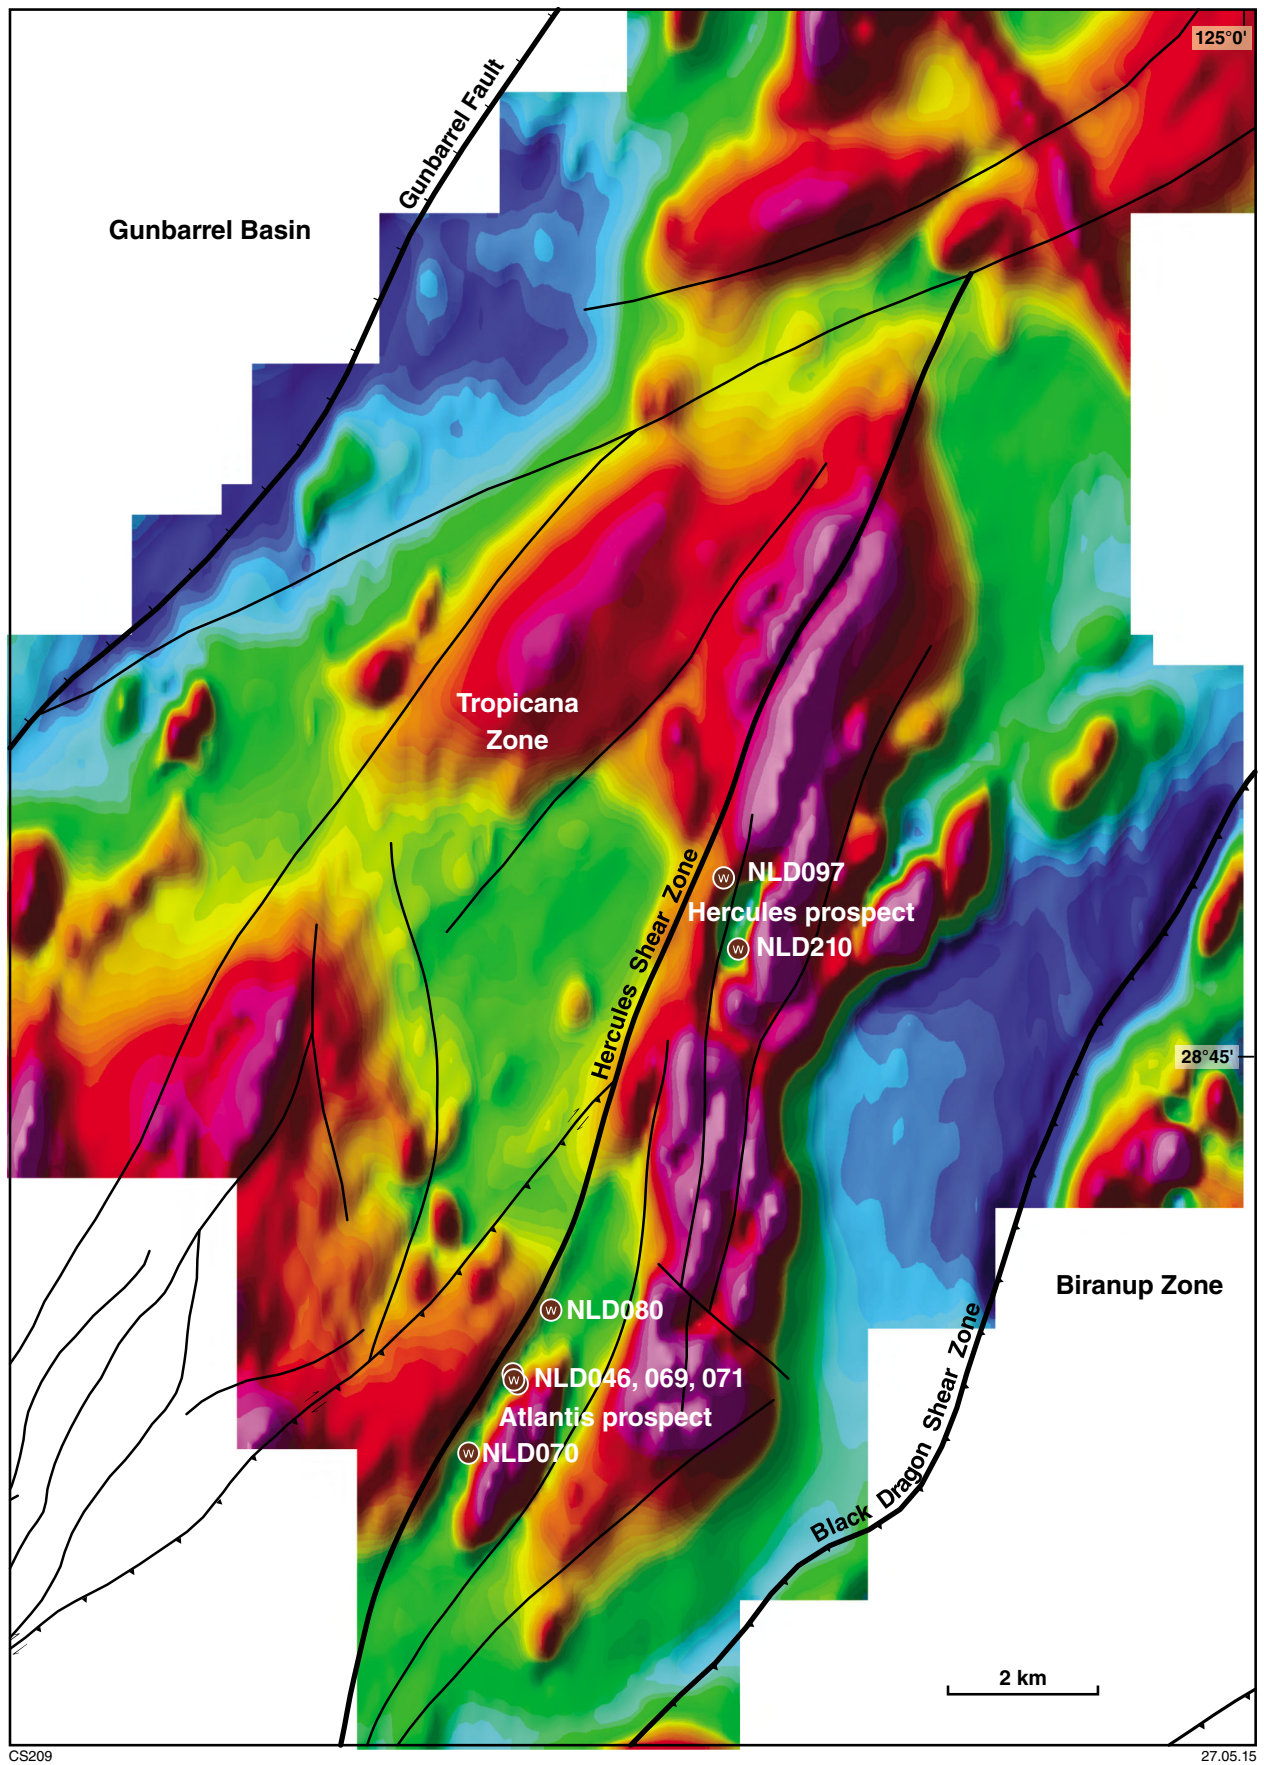 125°0'
Gunbarrel Fault
Gunbarrel Basin
Tropicana
Zone
Hercules Shear Zone
W NLD097
Hercules prospect
W NLD210
28°45'
Biranup Zone
W NLD080
W NLD046, 069, 071
Atlantis prospect
W NLD070
Black Dragon Shear Zone
2 km
CS209
27.05.15